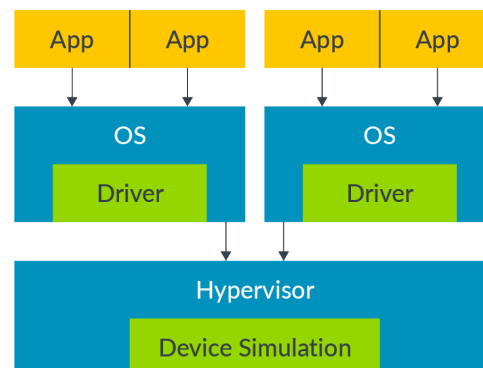 App App App App
OS OS
Driver Driver
Hypervisor
Device Simulation